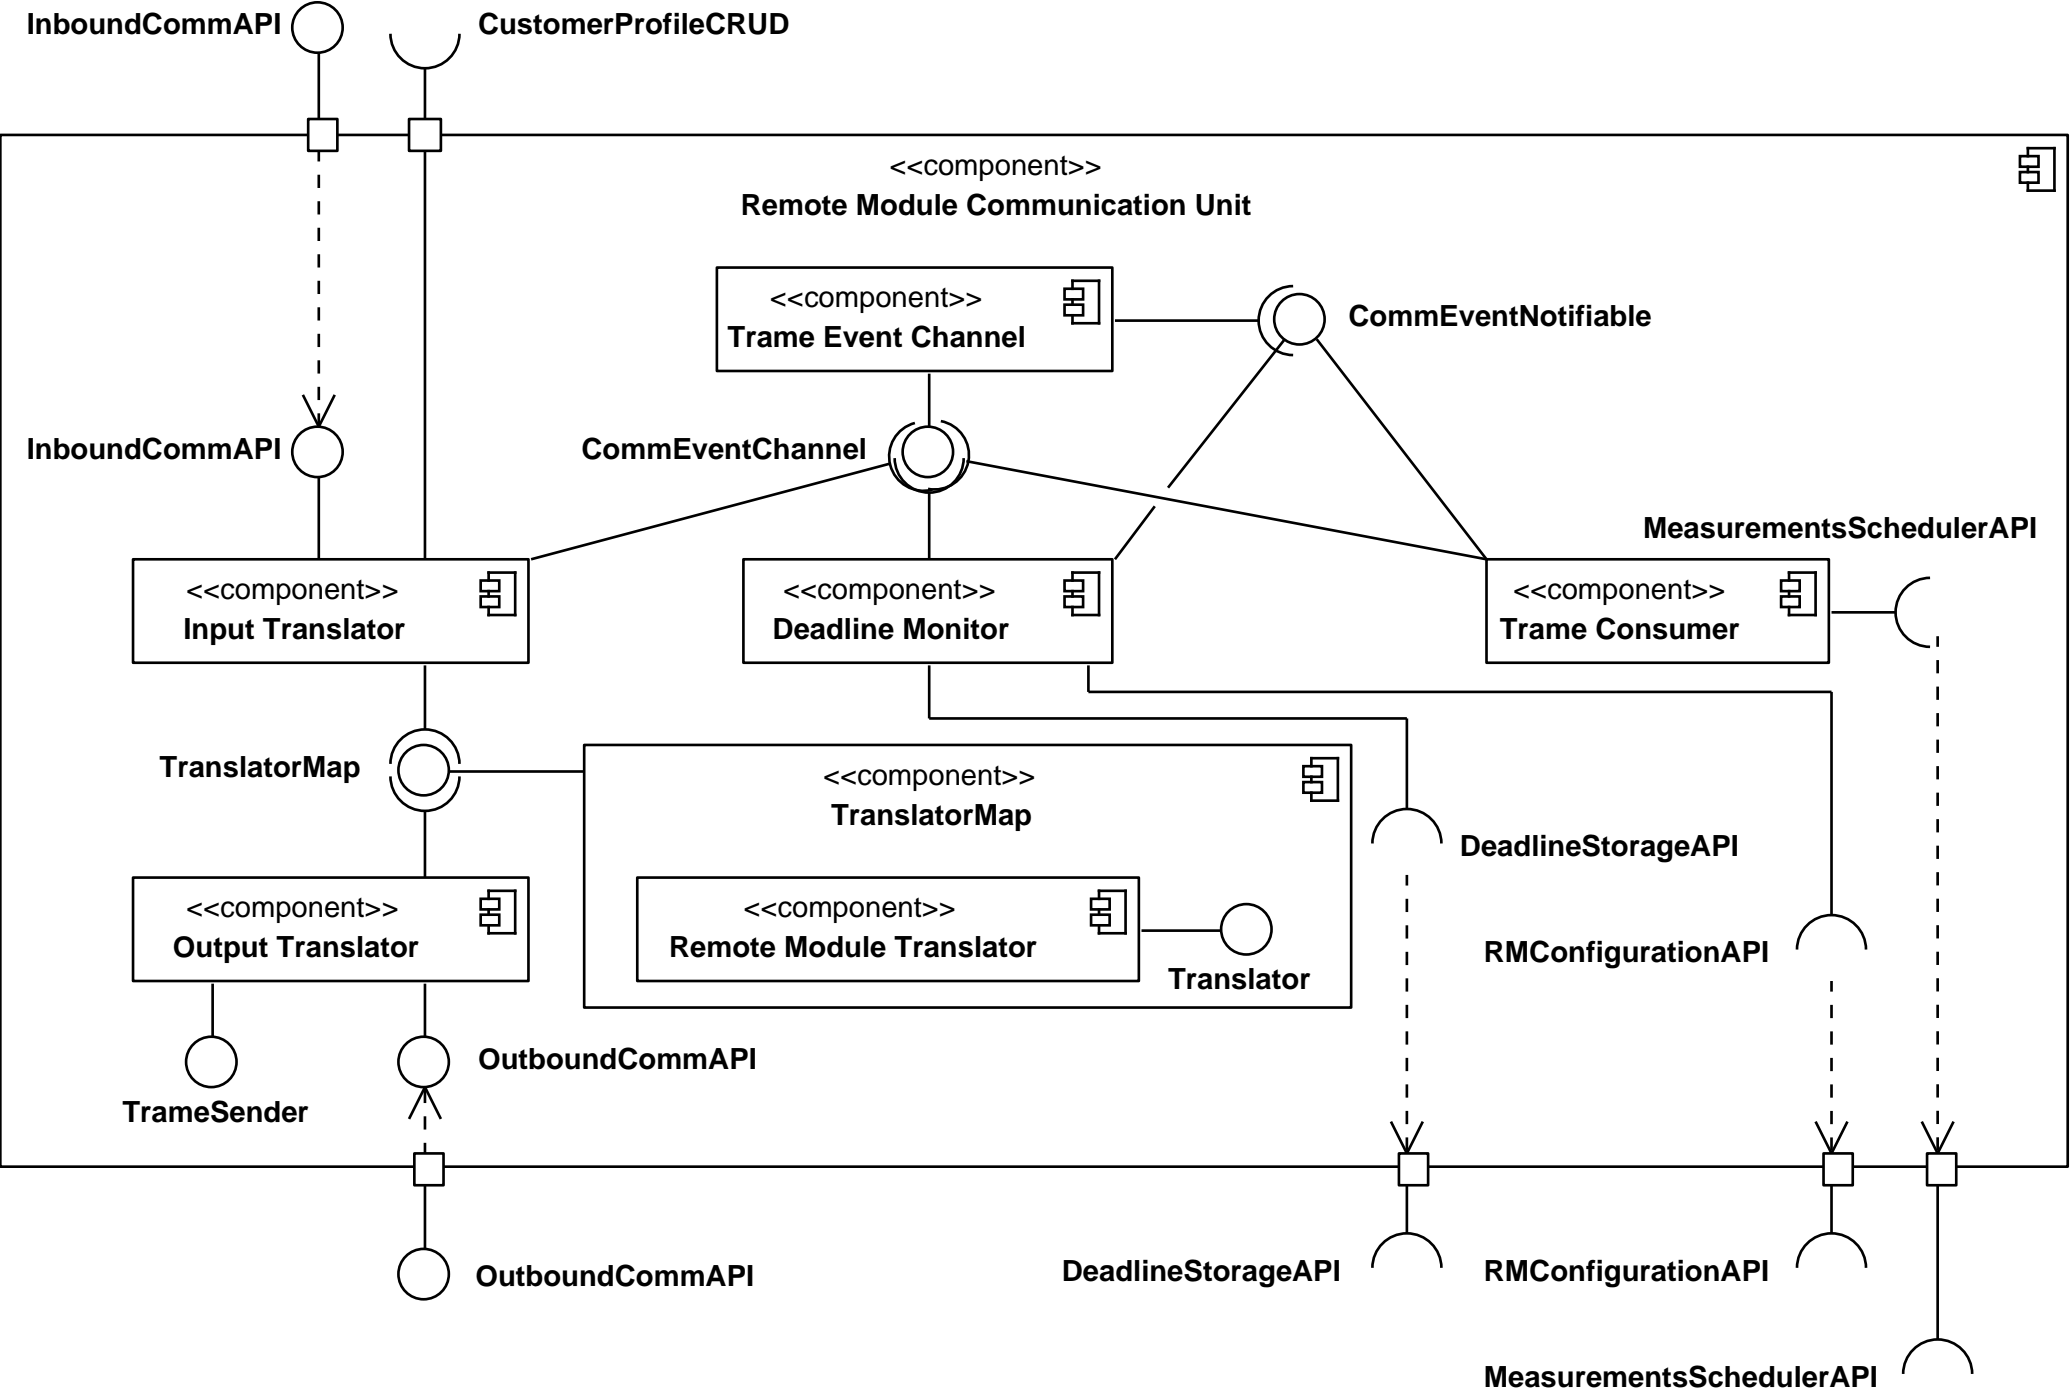 InboundCommAPI
CustomerProfileCRUD
<<component>>
Remote Module Communication Unit
<<component>>
Trame Event Channel
CommEventNotifiable
InboundCommAPI
CommEventChannel
MeasurementsSchedulerAPI
<<component>>
Input Translator
<<component>>
Deadline Monitor
<<component>>
Trame Consumer
TranslatorMap
<<component>>
TranslatorMap
DeadlineStorageAPI
<<component>>
Output Translator
<<component>>
Remote Module Translator
Translator
RMConfigurationAPI
OutboundCommAPI
TrameSender
OutboundCommAPI
DeadlineStorageAPI
RMConfigurationAPI
MeasurementsSchedulerAPI